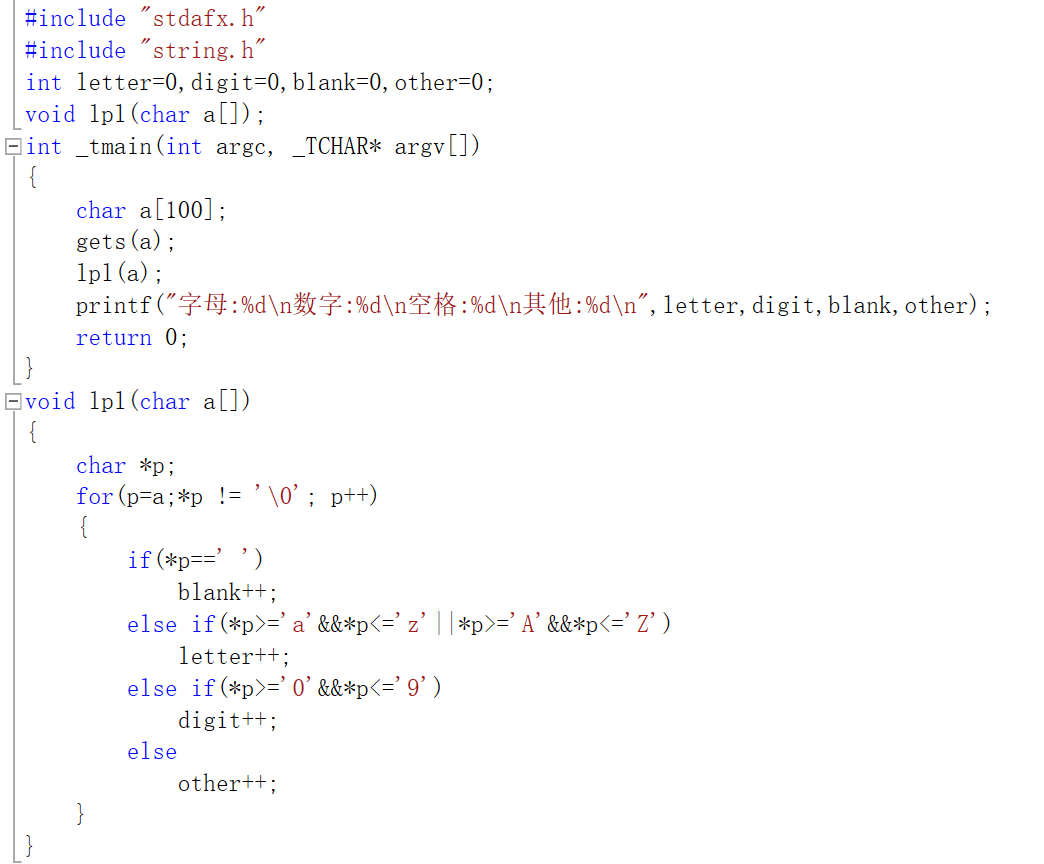 #include "stdafx.h"
#include "string.h"
int letter=0,digit=0,blank=0,other=0;
void lpl(char a[]);
int _tmain(int argc, _TCHAR* argv[])
{
    char a[100];
    gets(a);
    lpl(a);
    printf("字母:%d\n数字:%d\n空格:%d\n其他:%d\n",letter,digit,blank,other);
    return 0;
}
void lpl(char a[])
{
    char *p;
    for(p=a;*p != '\0'; p++)
    {
        if(*p==' ')
            blank++;
        else if(*p>='a'&&*p<='z'||*p>='A'&&*p<='Z')
            letter++;
        else if(*p>='0'&&*p<='9')
            digit++;
        else
            other++;
    }
}